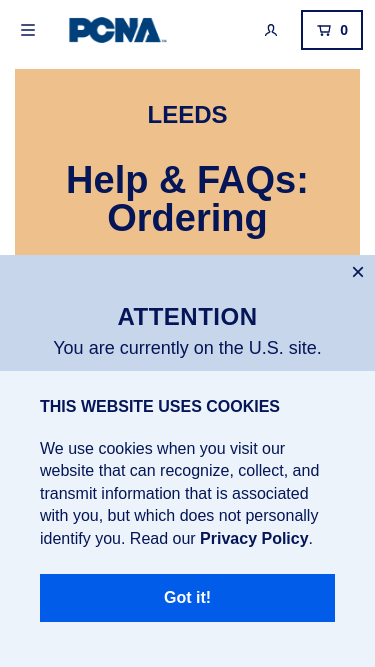 PCNA
0
LEEDS
Help & FAQs:
Ordering
×
ATTENTION
You are currently on the U.S. site.
THIS WEBSITE USES COOKIES
We use cookies when you visit our
website that can recognize, collect, and
transmit information that is associated
with you, but which does not personally
identify you. Read our Privacy Policy.
Got it!